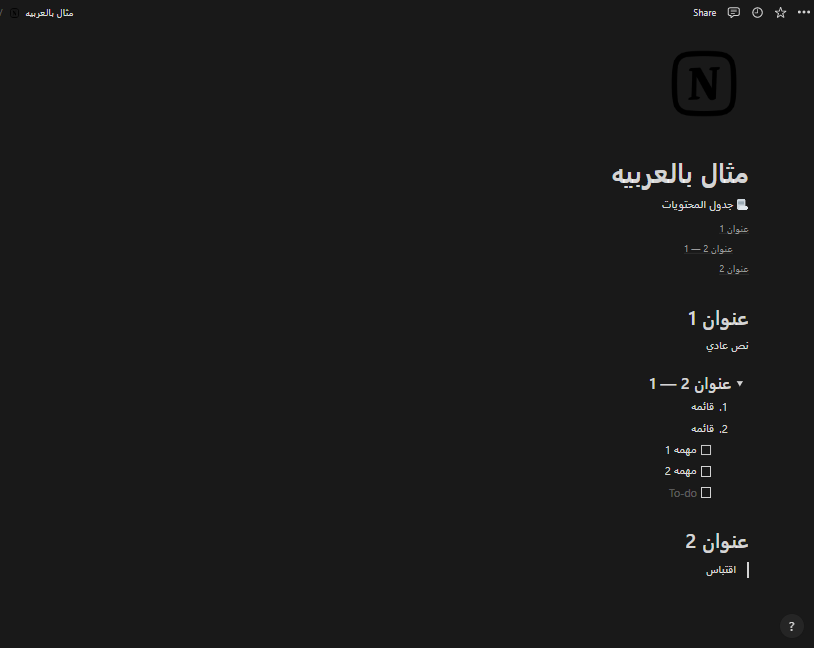 / مثال بالعربيه
Share
N
مثال بالعربيه
جدول المحتويات
عنوان 1
عنوان 2 — 1
عنوان 2
عنوان 1
نص عادي
عنوان 2 — 1
1. قائمه
2. قائمه
مهمه 1
مهمه 2
To-do
عنوان 2
اقتباس
?